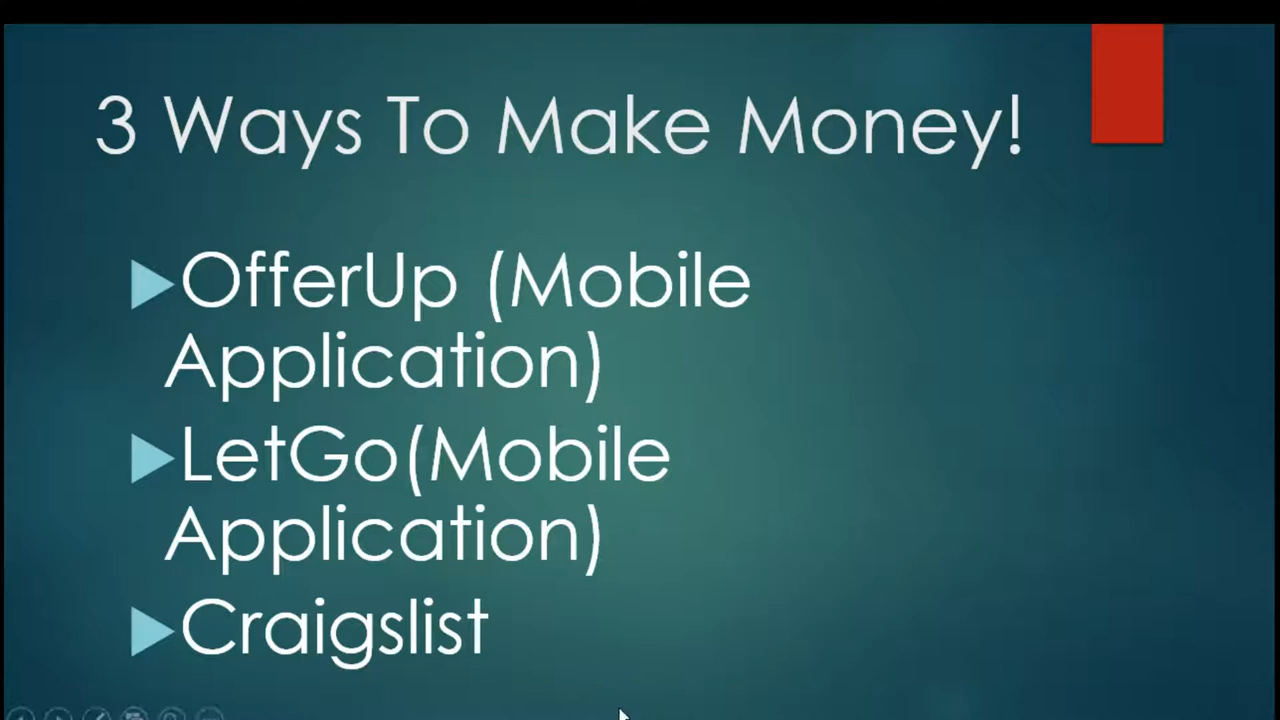 3 Ways To Make Money!
OfferUp (Mobile
Application)
LetGo(Mobile
Application)
Craigslist